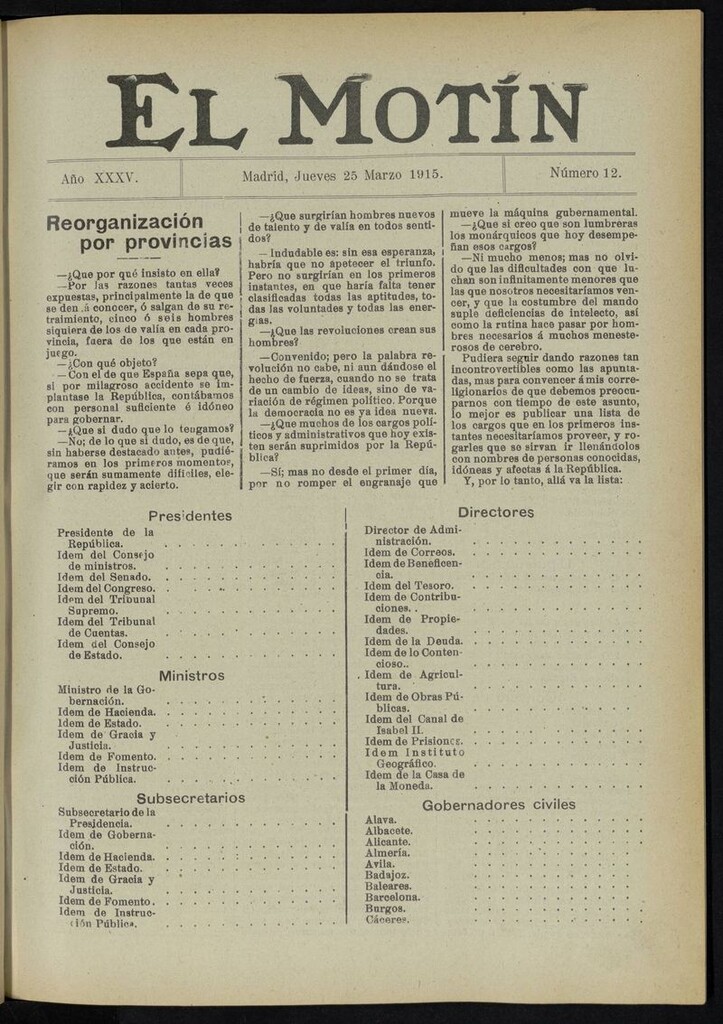 EL MOTÍN
Año XXXV.
Madrid, Jueves 25 Marzo 1915.
Número 12.
Reorganización
por provincias
—¿Que por qué insisto en ella?
—Por las razones tantas veces
expuestas, principalmente la de que
se den á conocer, ó salgan de su re-
traimiento, cinco ó seis hombres
siquiera de los de valía en cada pro-
vincia, fuera de los que están en
juego.
—¿Con qué objeto?
—Con el de que España sepa que,
si por milagroso accidente se im-
plantase la República, contábamos
con personal suficiente é idóneo
para gobernar.
—¿Que si dudo que lo tengamos?
—No; de lo que si dudo, es de que,
sin haberse destacado antes, pudié-
ramos en los primeros momentos,
que serán sumamente difíciles, ele-
gir con rapidez y acierto.
—¿Que surgirían hombres nuevos
de talento y de valía en todos senti-
dos?
—Indudable es: sin esa esperanza,
habría que no apetecer el triunfo.
Pero no surgirían en los primeros
instantes, en que haría falta tener
clasificadas todas las aptitudes, to-
das las voluntades y todas las ener-
gías.
—¿Que las revoluciones crean sus
hombres?
—Convenido; pero la palabra re-
volución no cabe, ni aun dándose el
hecho de fuerza, cuando no se trata
de un cambio de ideas, sino de va-
riación de régimen político. Porque
la democracia no es ya idea nueva.
—¿Que muchos de los cargos polí-
ticos y administrativos que hoy exis-
ten serán suprimidos por la Repú-
blica?
—Sí; mas no desde el primer día,
por no romper el engranaje que
mueve la máquina gubernamental.
—¿Que si creo que son lumbreras
los monárquicos que hoy desempe-
ñan esos cargos?
—Ni mucho menos; mas no olvi-
do que las dificultades con que lu-
chan son infinitamente menores que
las que nosotros necesitaríamos ven-
cer, y que la costumbre del mando
suple deficiencias de intelecto, así
como la rutina hace pasar por hom-
bres necesarios á muchos meneste-
rosos de cerebro.
Pudiera seguir dando razones tan
incontrovertibles como las apunta-
das, mas para convencer á mis corre-
ligionarios de que debemos preocu-
parnos con tiempo de este asunto,
lo mejor es publicar una lista de
los cargos que en los primeros ins-
tantes necesitaríamos proveer, y ro-
garles que se sirvan ir llenándolos
con nombres de personas conocidas,
idóneas y afectas á la República.
Y, por lo tanto, allá va la lista:
Presidentes
Presidente de la
República.
Idem del Consejo
de ministros.
Idem del Senado.
Idem del Congreso.
Idem del Tribunal
Supremo.
Idem del Tribunal
de Cuentas.
Idem del Consejo
de Estado.
Ministros
Ministro de la Go-
bernación.
Idem de Hacienda.
Idem de Estado.
Idem de Gracia y
Justicia.
Idem de Fomento.
Idem de Instruc-
ción Pública.
Subsecretarios
Subsecretario de la
Presidencia.
Idem de Goberna-
ción.
Idem de Hacienda.
Idem de Estado.
Idem de Gracia y
Justicia.
Idem de Fomento.
Idem de Instruc-
ción Pública.
Directores
Director de Admi-
nistración.
Idem de Correos.
Idem de Beneficen-
cia.
Idem del Tesoro.
Idem de Contribu-
ciones.
Idem de Propie-
dades.
Idem de la Deuda.
Idem de lo Conten-
cioso..
Idem de Agricul-
tura.
Idem de Obras Pú-
blicas.
Idem del Canal de
Isabel II.
Idem de Prisiones.
Idem Instituto
Geográfico.
Idem de la Casa de
la Moneda.
Gobernadores civiles
Alava.
Albacete.
Alicante.
Almería.
Avila.
Badajoz.
Baleares.
Barcelona.
Burgos.
Cáceres.